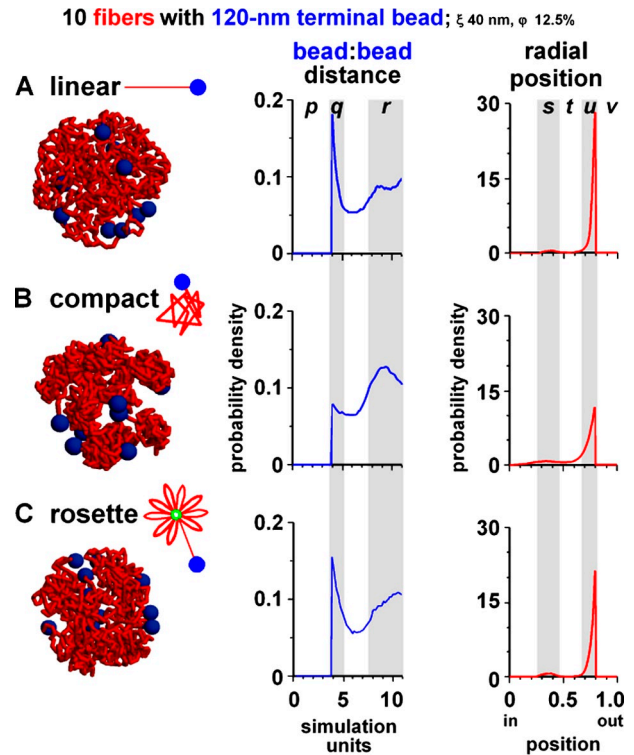 10 fibers with 120-nm terminal bead; ξ 40 nm, φ 12.5%
bead:bead
distance
radial
position
A linear
0.2
0.1
0
p q r
30
15
0
s t u v
B compact
probability density
0.2
0.1
0
probability density
30
15
0
C rosette
0.2
0.1
0
0 5 10
simulation
units
30
15
0
0 0.5 1.0
in out
position